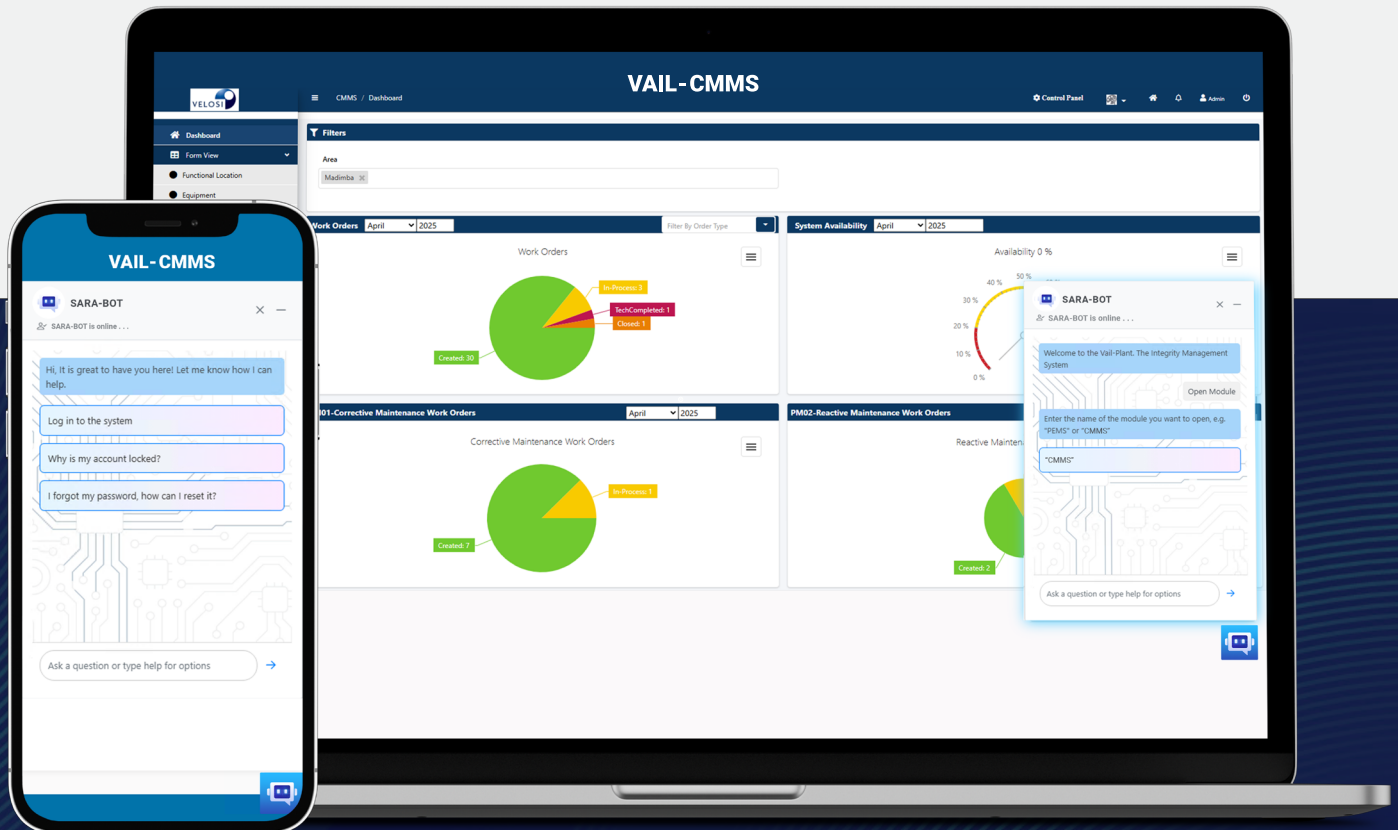 VAIL-CMMS
VELOSI
CMMS / Dashboard
Control Panel
Admin
Dashboard
Form View
Functional Location
Equipment
Filters
Area
Madimba ×
Work Orders April 2025 Filter By Order Type
Work Orders
In-Process: 3
TechCompleted: 1
Closed: 1
Created: 30
System Availability April 2025
Availability 0 %
50 %
40 %
30 %
20 %
10 %
0 %
01-Corrective Maintenance Work Orders April 2025
Corrective Maintenance Work Orders
In-Process: 1
Created: 7
PM02-Reactive Maintenance Work Orders
Reactive Mainten
Created: 2
SARA-BOT
SARA-BOT is online . . .
Welcome to the Vail-Plant. The Integrity Management
System
Open Module
Enter the name of the module you want to open, e.g.
"PEMS" or "CMMS"
"CMMS"
Ask a question or type help for options
VAIL-CMMS
SARA-BOT
SARA-BOT is online . . .
Hi, It is great to have you here! Let me know how I can
help.
Log in to the system
Why is my account locked?
I forgot my password, how can I reset it?
Ask a question or type help for options